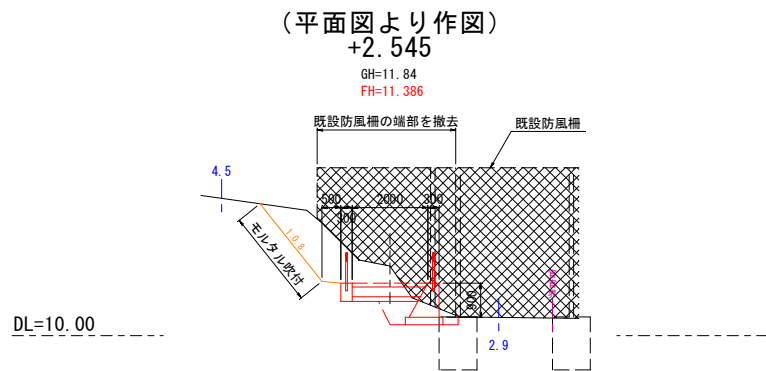 (平面図より作図)
+2.545
GH=11.84
FH=11.386
既設防風柵の端部を撤去
既設防風柵
4.5
500
2000
300
300
1:0.8
モルタル吹付
900
DL=10.00
2.9